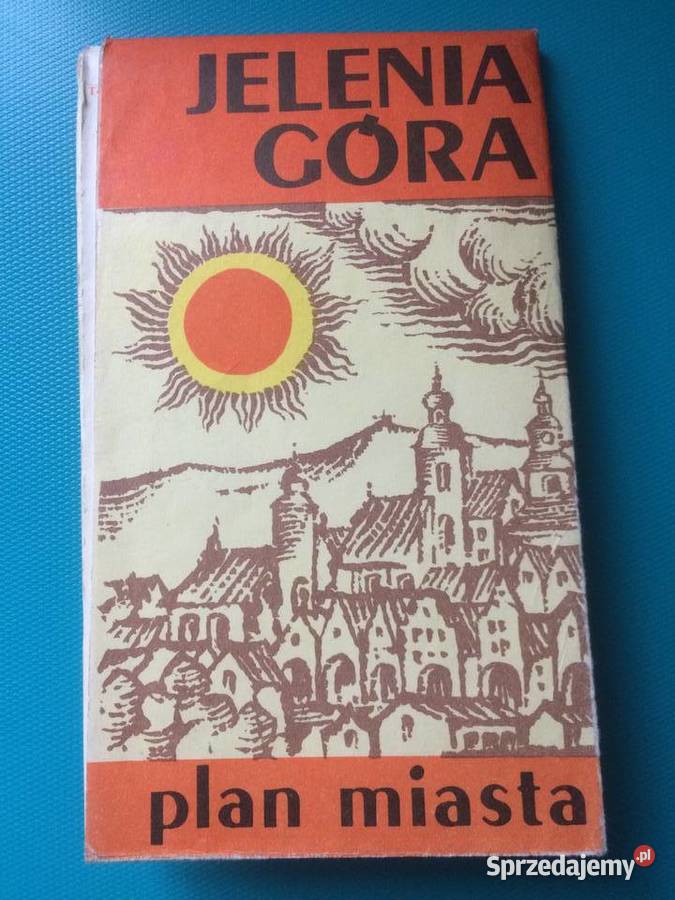 JELENIA
GÓRA
plan miasta
Sprzedajemy.pl